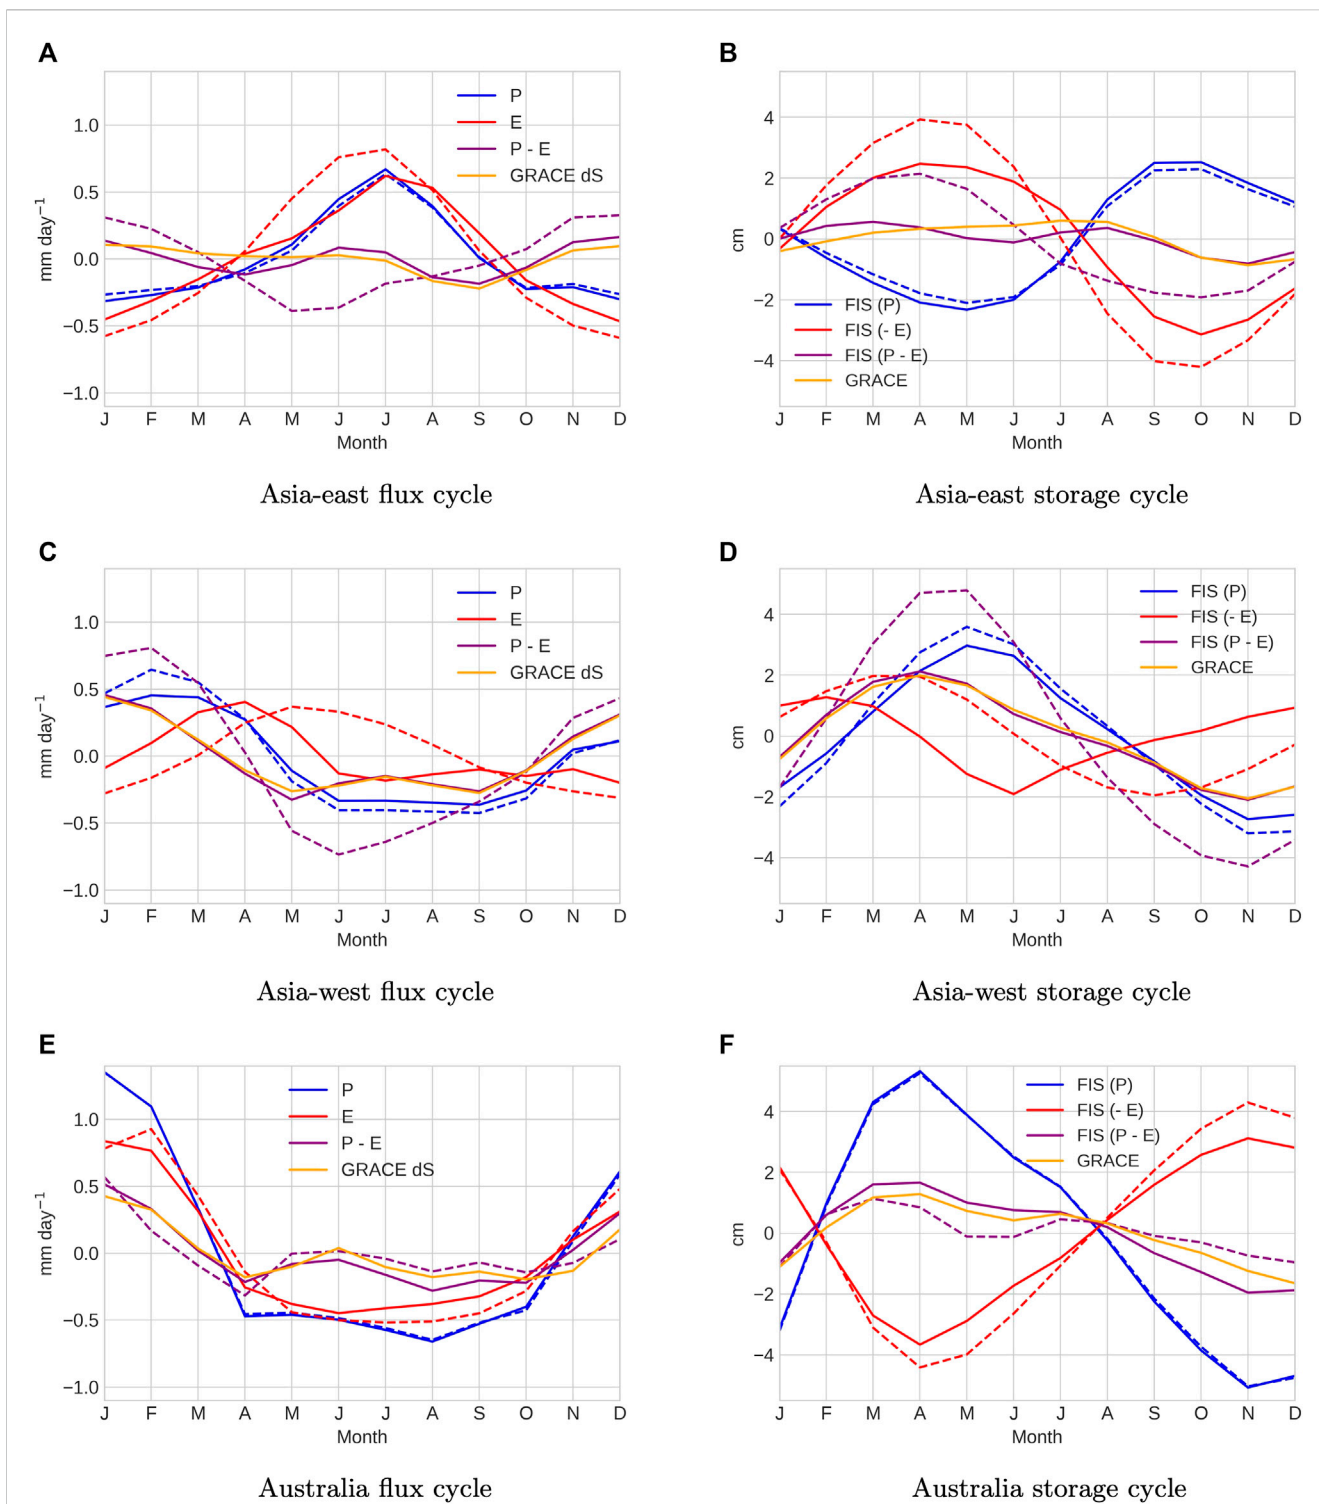 A
1.0
0.5
0.0
−0.5
−1.0
mm day−1
P
E
P - E
GRACE dS
J F M A M J J A S O N D
Month
Asia-east flux cycle
B
4
2
0
−2
−4
cm
FIS (P)
FIS (- E)
FIS (P - E)
GRACE
J F M A M J J A S O N D
Month
Asia-east storage cycle
C
1.0
0.5
0.0
−0.5
−1.0
mm day−1
P
E
P - E
GRACE dS
J F M A M J J A S O N D
Month
Asia-west flux cycle
D
4
2
0
−2
−4
cm
FIS (P)
FIS (- E)
FIS (P - E)
GRACE
J F M A M J J A S O N D
Month
Asia-west storage cycle
E
1.0
0.5
0.0
−0.5
−1.0
mm day−1
P
E
P - E
GRACE dS
J F M A M J J A S O N D
Month
Australia flux cycle
F
4
2
0
−2
−4
cm
FIS (P)
FIS (- E)
FIS (P - E)
GRACE
J F M A M J J A S O N D
Month
Australia storage cycle